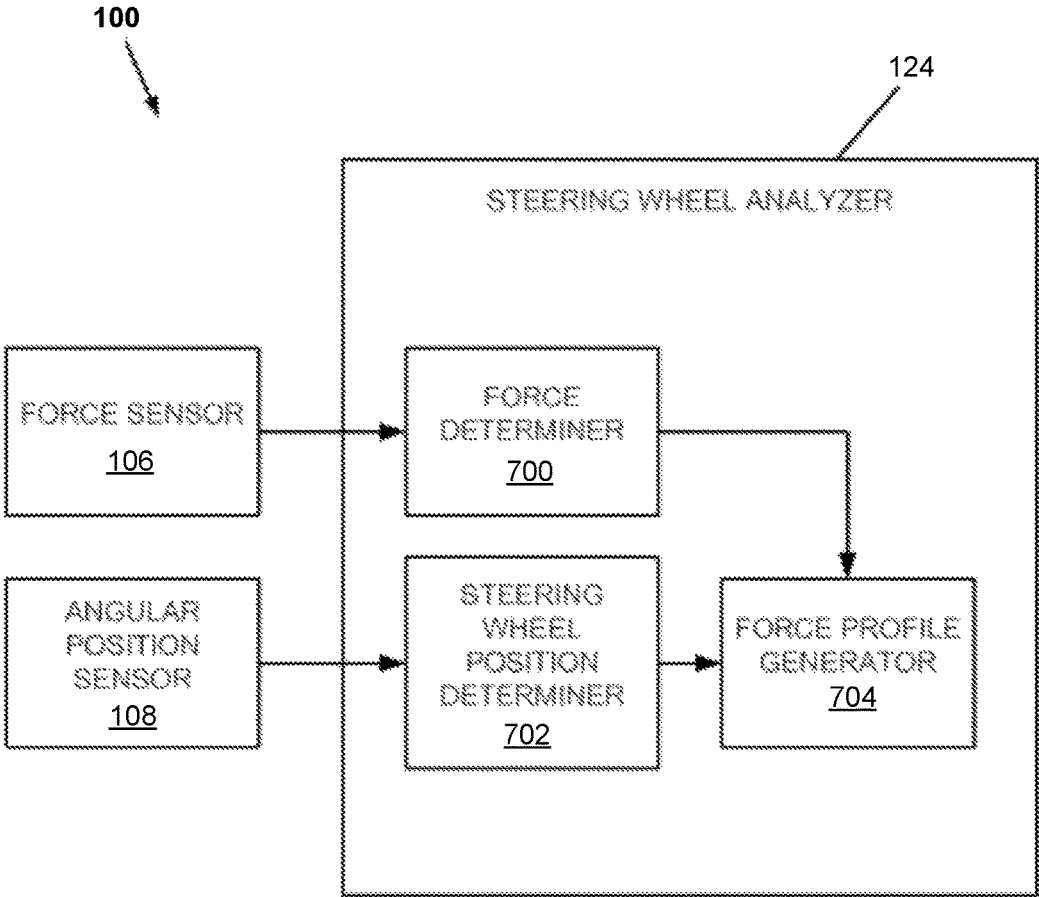 100
124
STEERING WHEEL ANALYZER
FORCE SENSOR
106
FORCE
DETERMINER
700
ANGULAR
POSITION
SENSOR
108
STEERING
WHEEL
POSITION
DETERMINER
702
FORCE PROFILE
GENERATOR
704